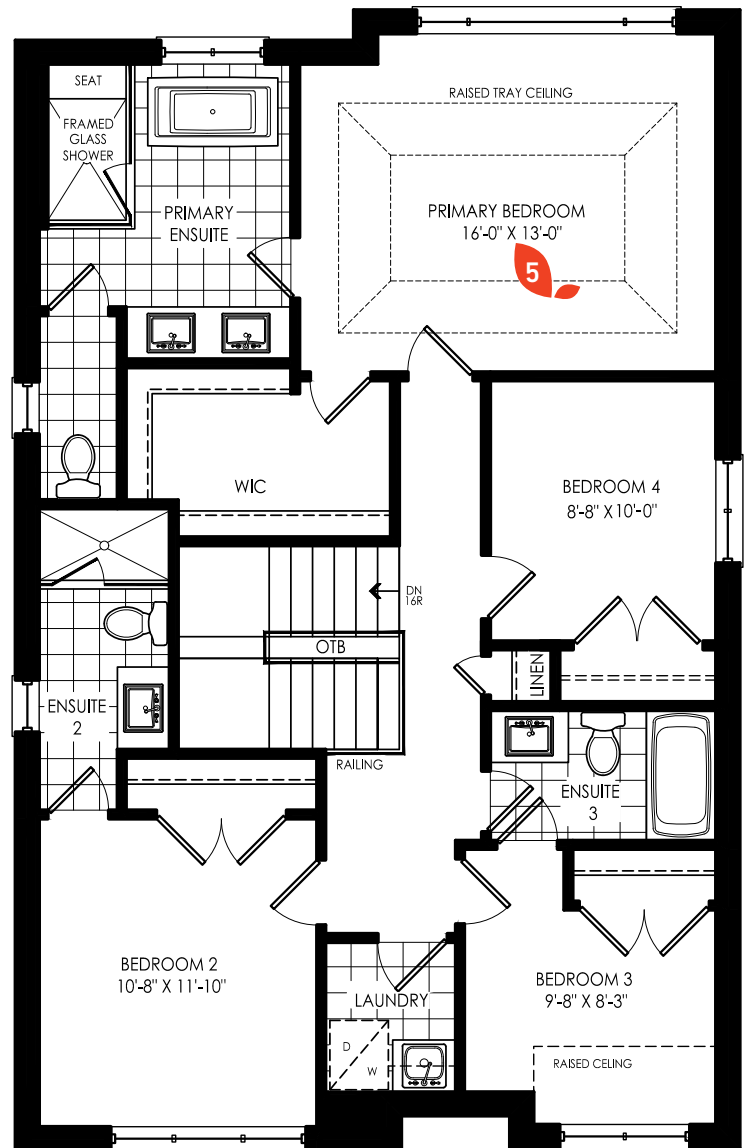 SEAT
FRAMED
GLASS
SHOWER
RAISED TRAY CEILING
PRIMARY
ENSUITE
PRIMARY BEDROOM
16'-0" X 13'-0"
5
WIC
BEDROOM 4
8'-8" X 10'-0"
DN
16R
OTB
LINEN
ENSUITE
2
RAILING
ENSUITE
3
BEDROOM 2
10'-8" X 11'-10"
LAUNDRY
D
W
BEDROOM 3
9'-8" X 8'-3"
RAISED CELING